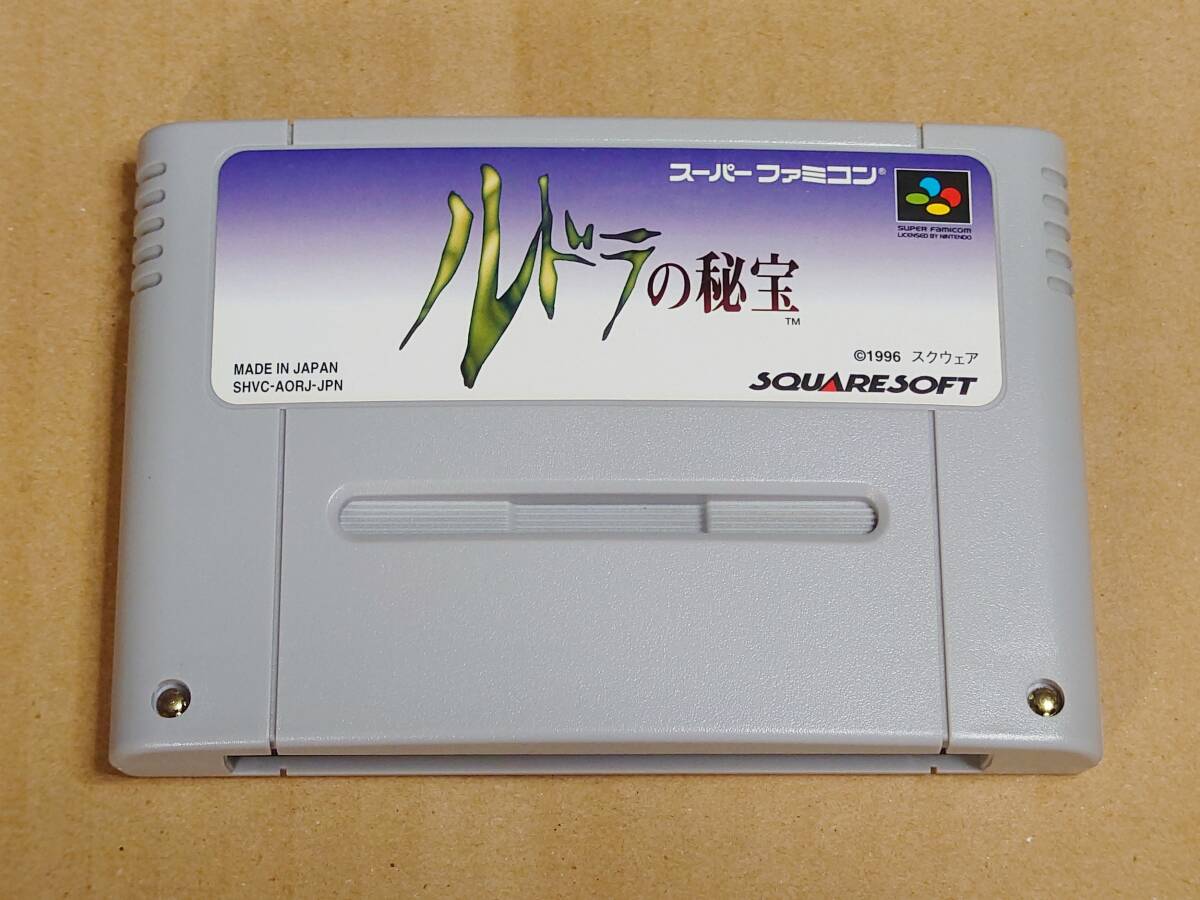 スーパーファミコン®
SUPER FAMICOM
LICENSED BY NINTENDO
ルドラの秘宝
TM
MADE IN JAPAN
SHVC-AORJ-JPN
©1996 スクウェア
SQUARESOFT